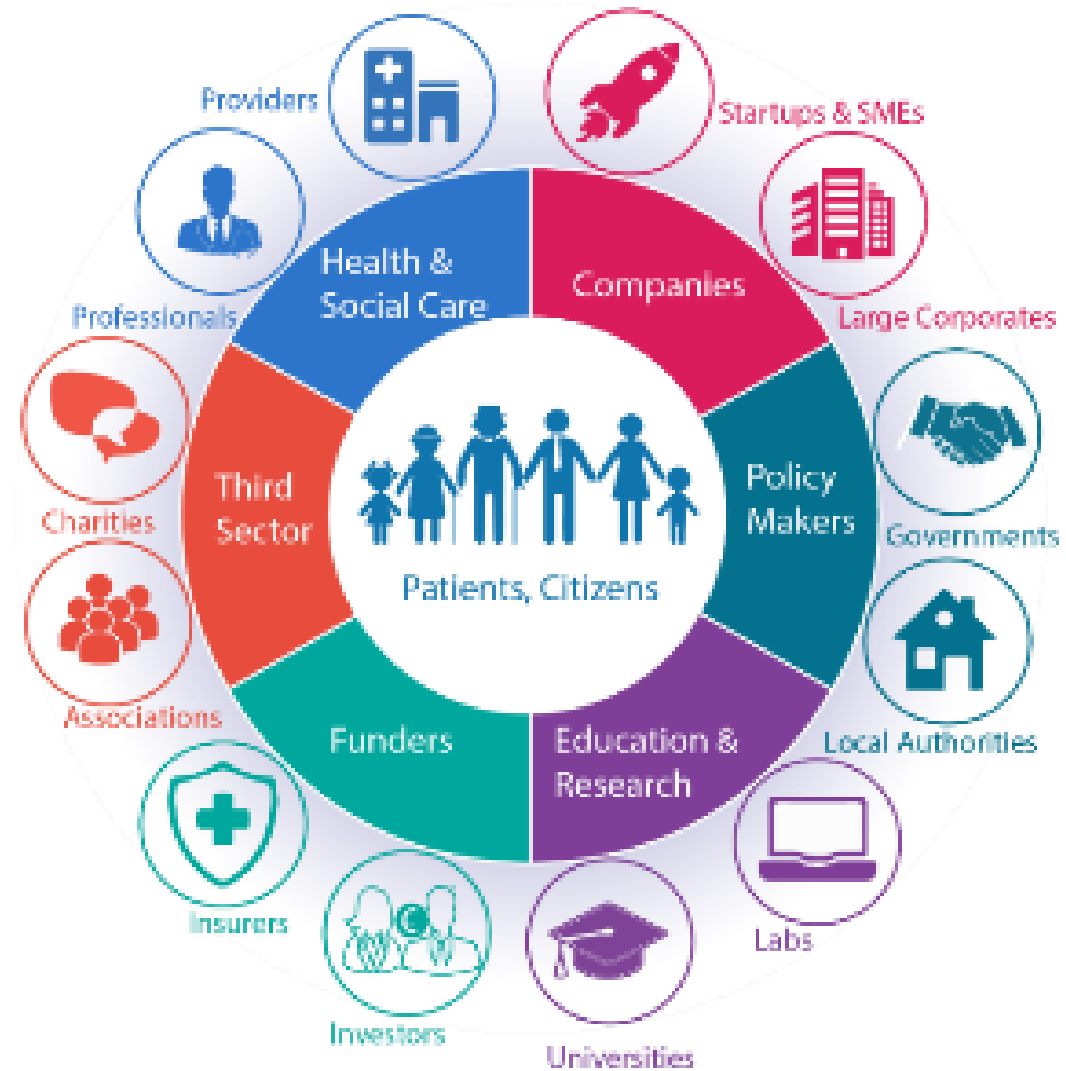 Providers
Startups & SMEs
Professionals
Large Corporates
Health &
Social Care
Companies
Charities
Third
Sector
Policy
Makers
Governments
Patients, Citizens
Associations
Local Authorities
Funders
Education &
Research
Insurers
Labs
Investors
Universities